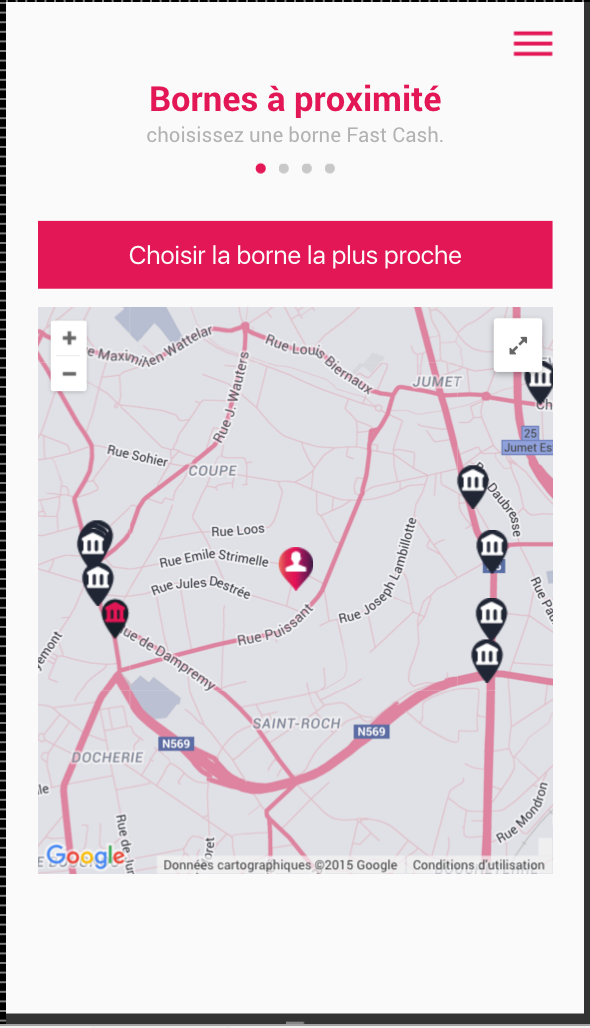 Bornes à proximité
choisissez une borne Fast Cash.
Choisir la borne la plus proche
+
−
Rue Louis Biernaux
JUMET
Rue J. Wauters
25
Jumet Es
Rue Sohier
COUPE
Daubresse
Rue Loos
Rue Emile Strimelle
Rue Jules Destrée
Rue Joseph Lambillotte
Rue Puissant
ue de Dampremy
SAINT-ROCH
N569
N569
DOCHERIE
Rue Mondron
Rue de
Google
Données cartographiques ©2015 Google
Conditions d'utilisation